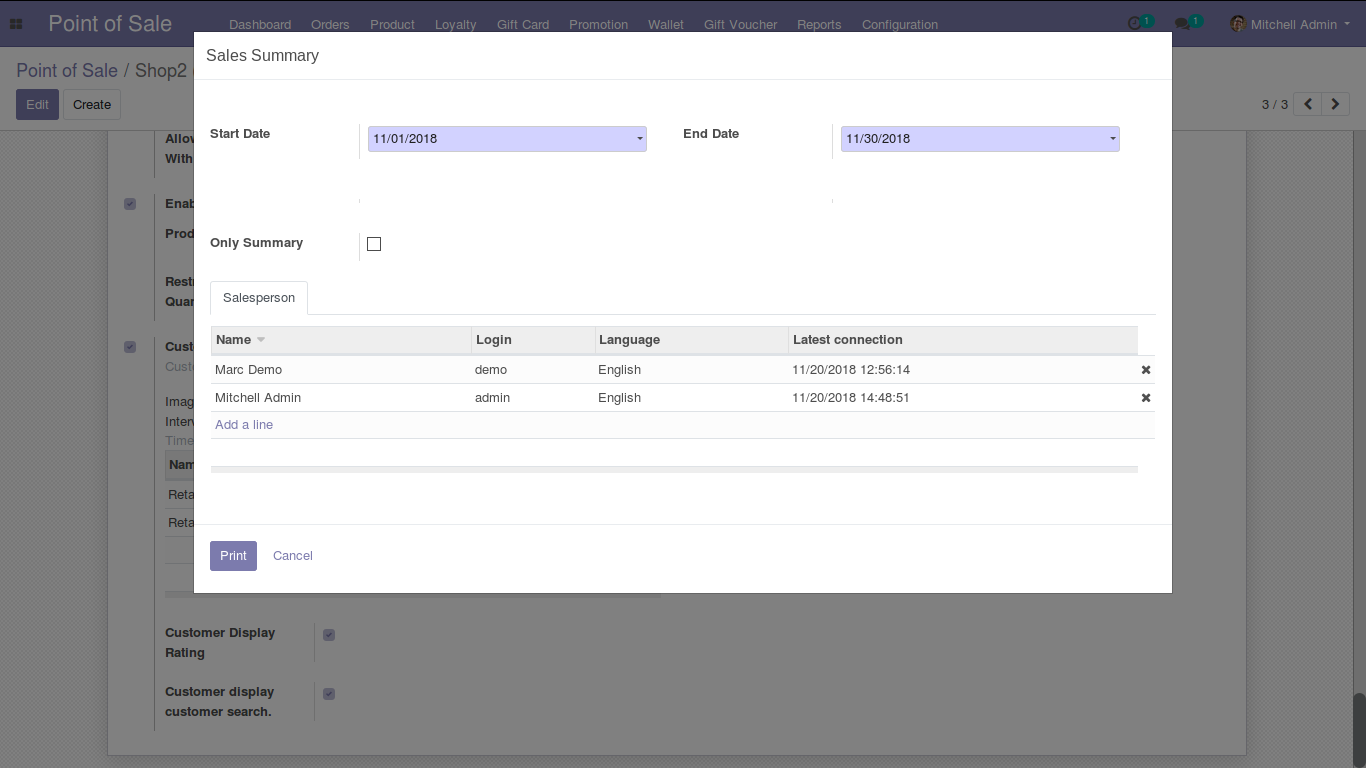 Point of Sale Dashboard Orders Product Loyalty Gift Card Promotion Wallet Gift Voucher Reports Configuration 1 1 Mitchell Admin
Point of Sale / Shop2
Edit Create 3 / 3
Sales Summary
Start Date 11/01/2018 End Date 11/30/2018
Only Summary
Salesperson
Name Login Language Latest connection
Marc Demo demo English 11/20/2018 12:56:14
Mitchell Admin admin English 11/20/2018 14:48:51
Add a line
Print Cancel
Allow
With
Enab
Prod
Rest
Quar
Cust
Cust
Imag
Interv
Time
Nam
Reta
Reta
Customer Display
Rating
Customer display
customer search.